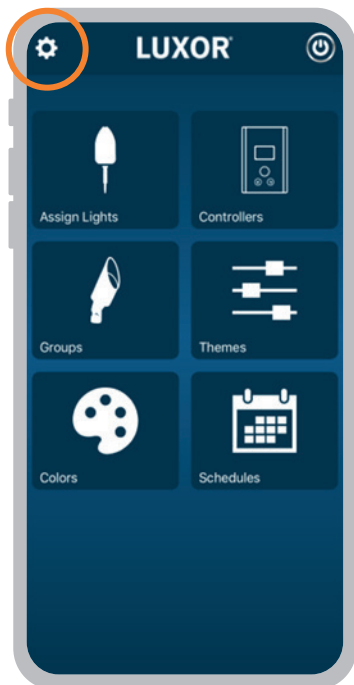 LUXOR®
Assign Lights
Controllers
Groups
Themes
Colors
Schedules